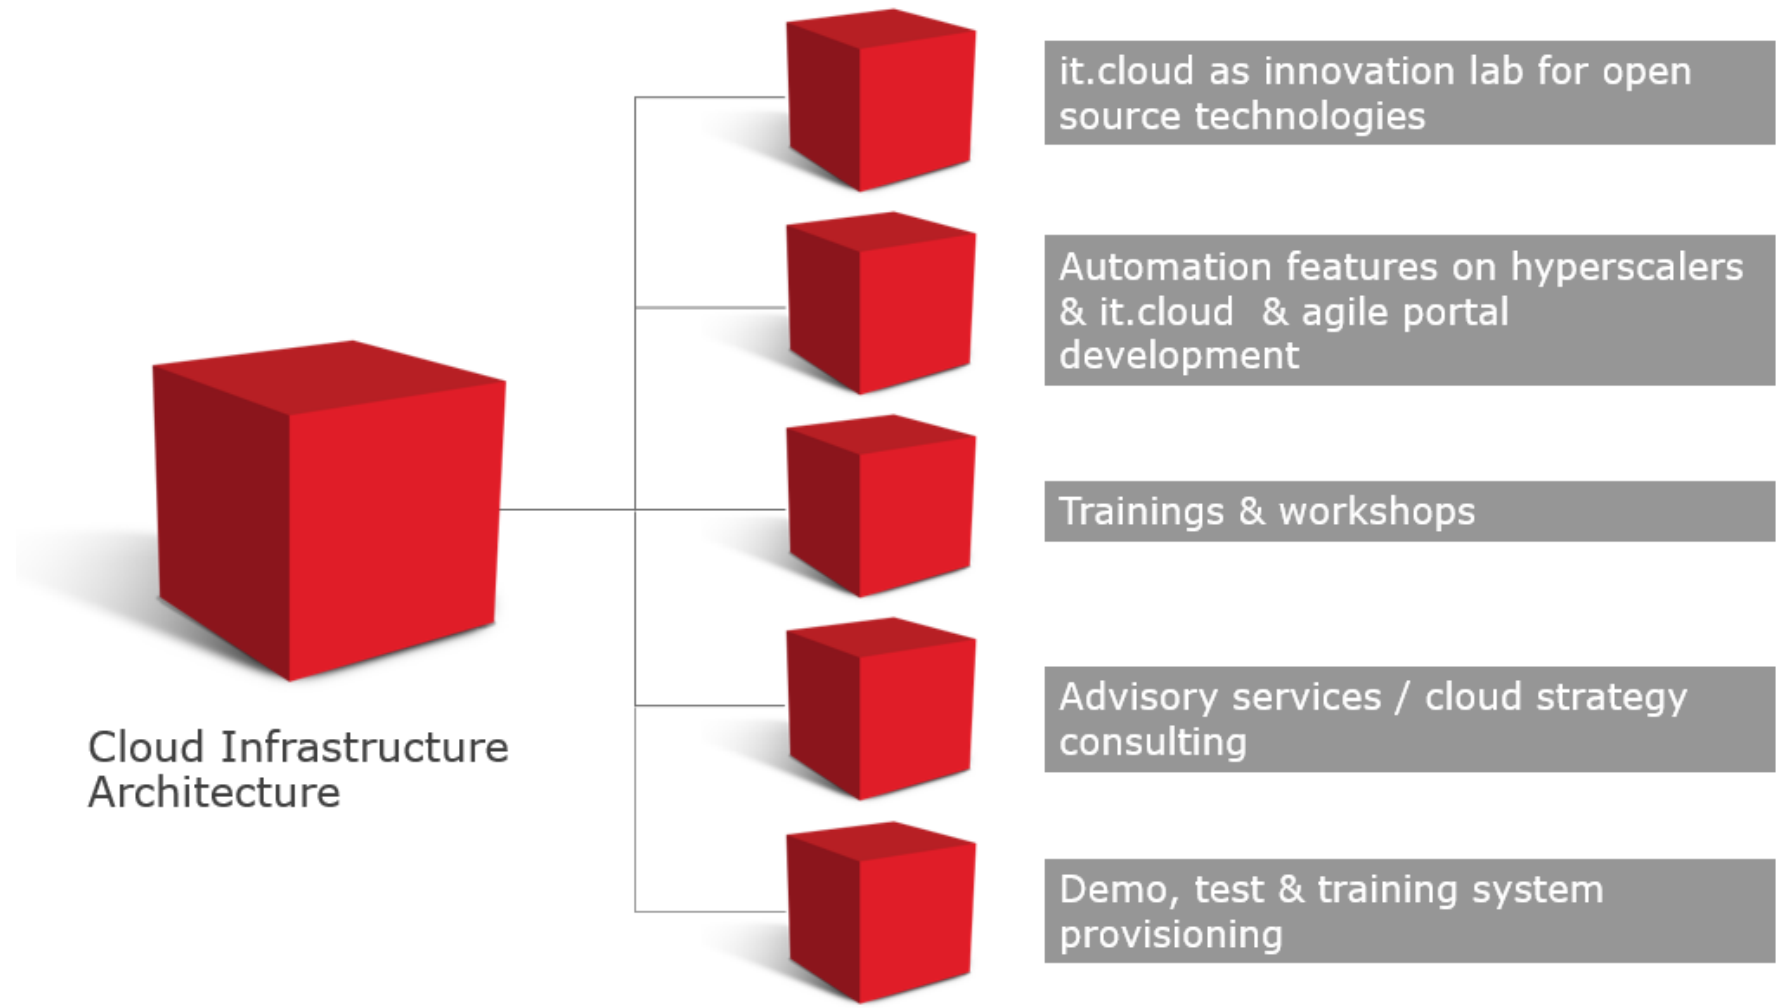 it.cloud as innovation lab for open
source technologies
Automation features on hyperscalers
& it.cloud  & agile portal
development
Trainings & workshops
Advisory services / cloud strategy
consulting
Cloud Infrastructure
Architecture
Demo, test & training system
provisioning